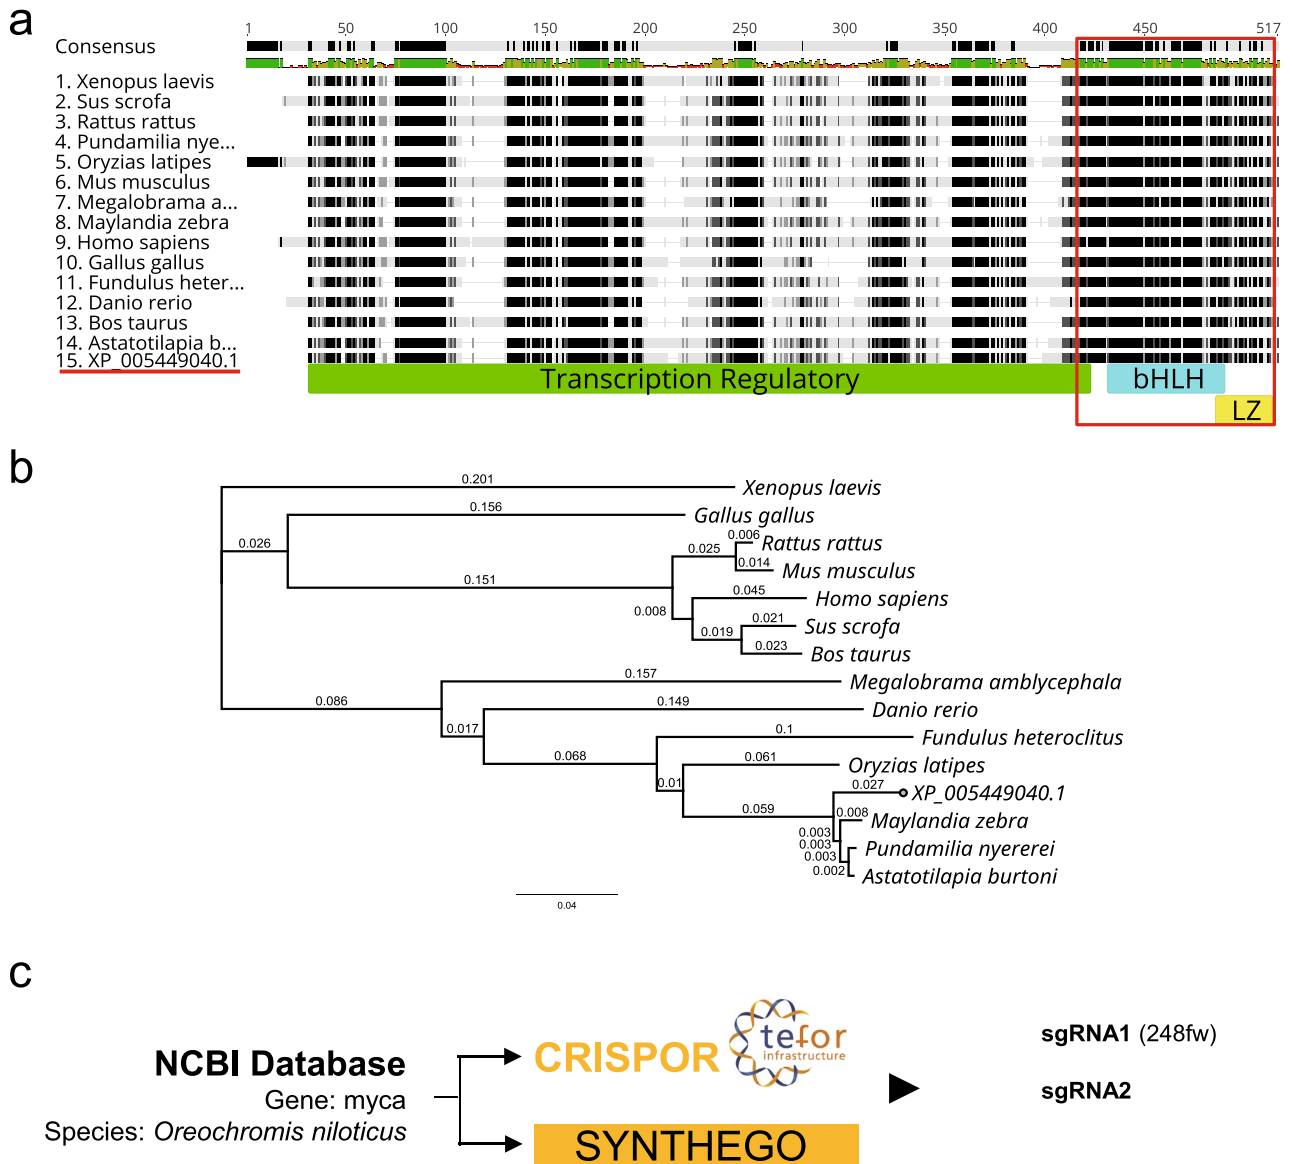 a
1 50 100 150 200 250 300 350 400 450 517
Consensus
1. Xenopus laevis
2. Sus scrofa
3. Rattus rattus
4. Pundamilia nye...
5. Oryzias latipes
6. Mus musculus
7. Megalobrama a...
8. Maylandia zebra
9. Homo sapiens
10. Gallus gallus
11. Fundulus heter...
12. Danio rerio
13. Bos taurus
14. Astatotilapia b...
15. XP_005449040.1
Transcription Regulatory
bHLH
LZ
b
0.201
Xenopus laevis
0.156
Gallus gallus
0.026
0.006
Rattus rattus
0.025
0.014
Mus musculus
0.151
0.045
Homo sapiens
0.008
0.021
Sus scrofa
0.019
0.023
Bos taurus
0.157
Megalobrama amblycephala
0.086
0.149
Danio rerio
0.017
0.1
Fundulus heteroclitus
0.068
0.061
Oryzias latipes
0.01
0.027
XP_005449040.1
0.059
0.008
Maylandia zebra
0.003
0.003
Pundamilia nyererei
0.003
0.002
Astatotilapia burtoni
0.04
c
NCBI Database
Gene: myca
Species: Oreochromis niloticus
CRISPOR
tefor
infrastructure
SYNTHEGO
sgRNA1 (248fw)
sgRNA2